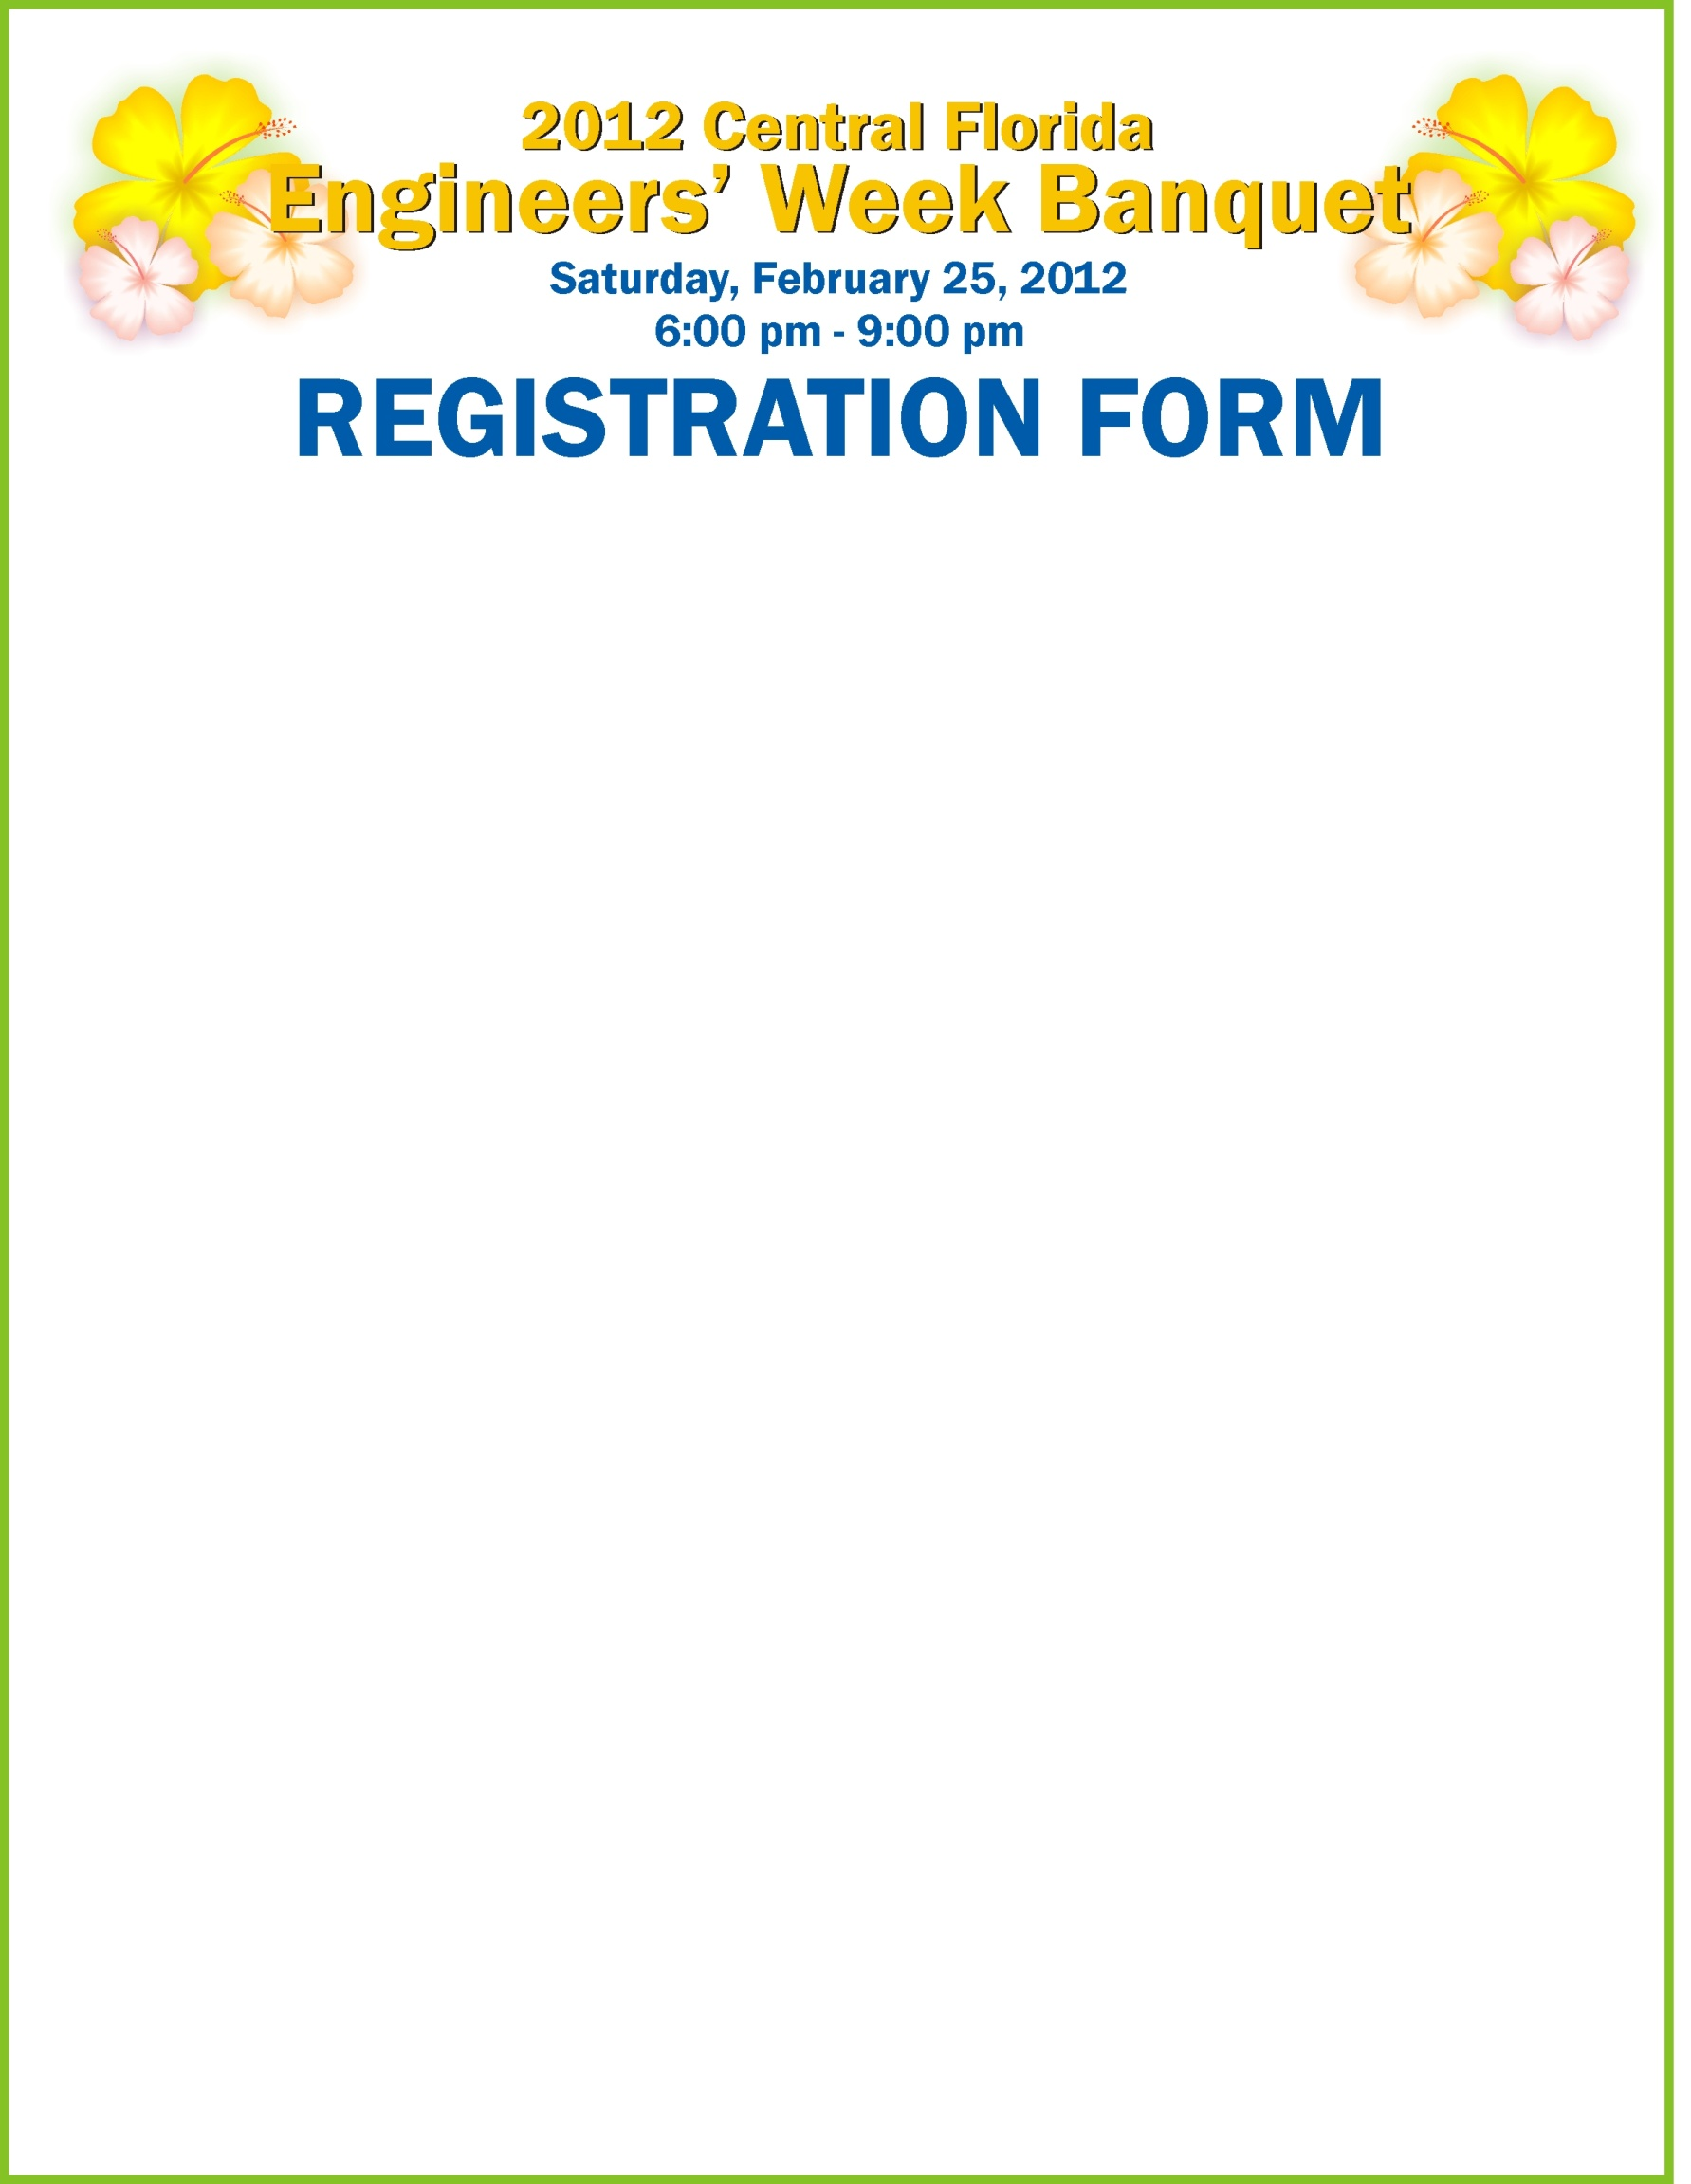 2012 Central Florida
Engineers’ Week Banquet
Saturday, February 25, 2012
6:00 pm - 9:00 pm
REGISTRATION FORM